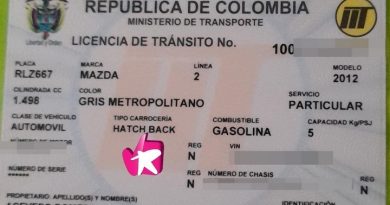 REPÚBLICA DE COLOMBIA
MINISTERIO DE TRANSPORTE
Libertad y Orden
LICENCIA DE TRÁNSITO No. 100
PLACA MARCA LÍNEA MODELO
RLZ667 MAZDA 2 2012
CILINDRADA CC COLOR SERVICIO
1.498 GRIS METROPOLITANO PARTICULAR
CLASE DE VEHÍCULO TIPO CARROCERÍA COMBUSTIBLE CAPACIDAD Kg/PSJ
AUTOMOVIL HATCH BACK GASOLINA 5
NÚMERO DE MOTOR REG VIN
N
NÚMERO DE SERIE REG NÚMERO DE CHASIS REG
N N
PROPIETARIO: APELLIDO(S) Y NOMBRE(S) IDENTIFICACIÓN